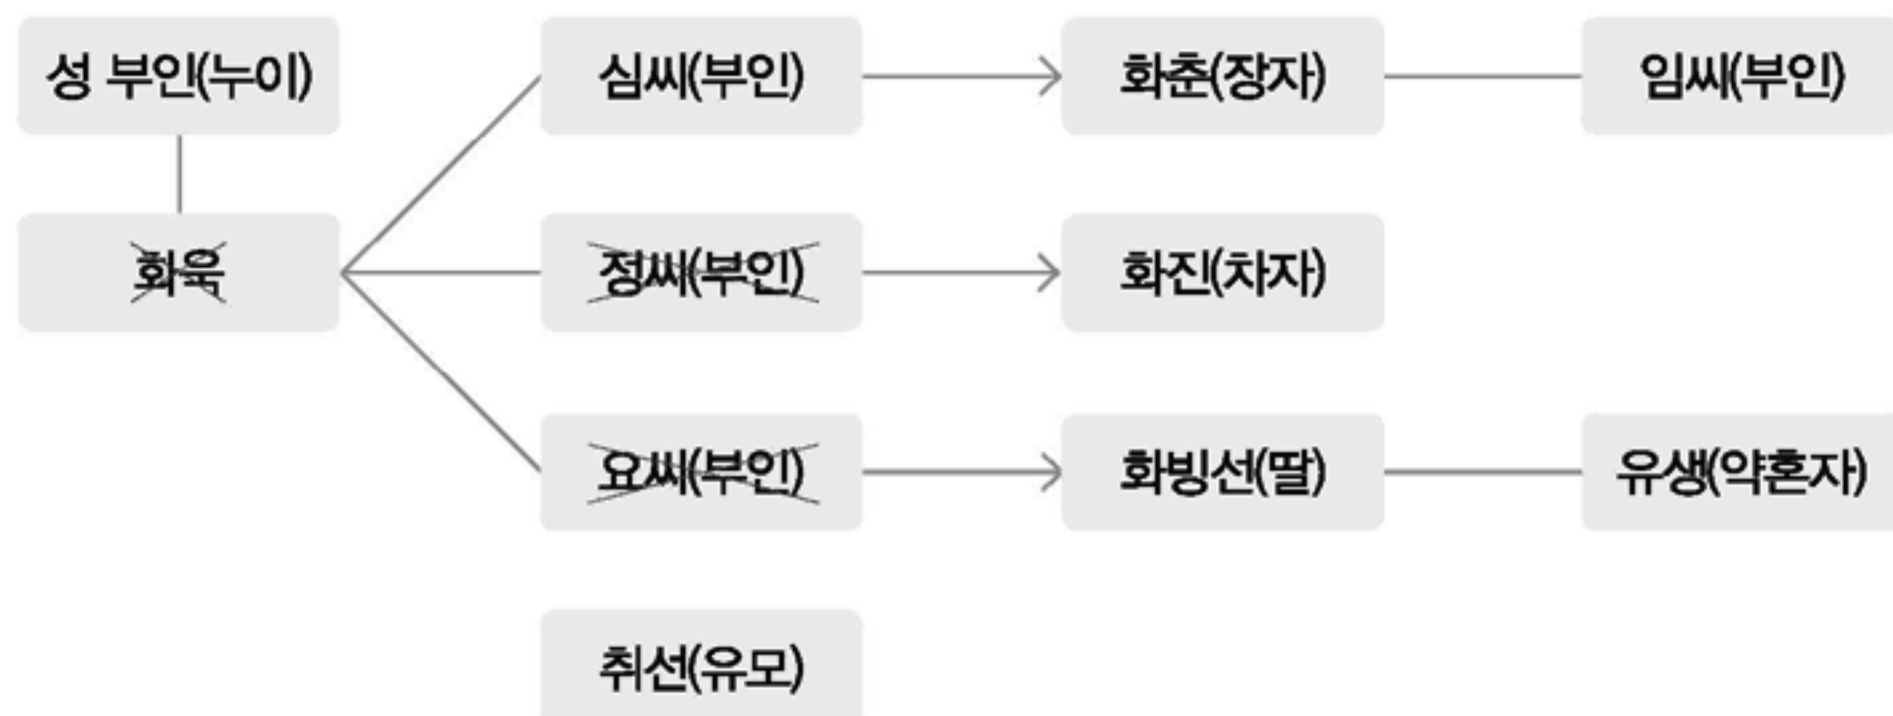 성 부인(누이)
심씨(부인)
화춘(장자)
임씨(부인)
화욱
정씨(부인)
화진(차자)
요씨(부인)
화빙선(딸)
유생(약혼자)
취선(유모)